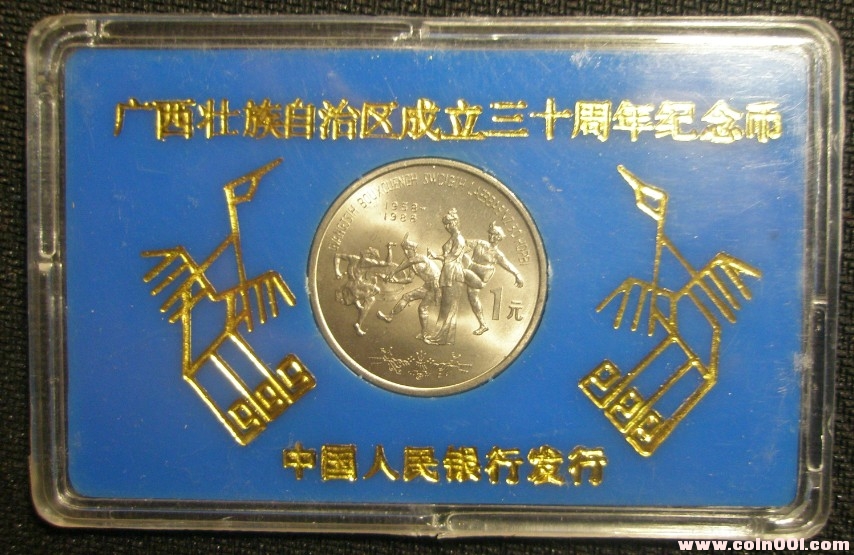 广西壮族自治区成立三十周年纪念币
1958-
1988
1元
中国人民银行发行
www.coin001.com